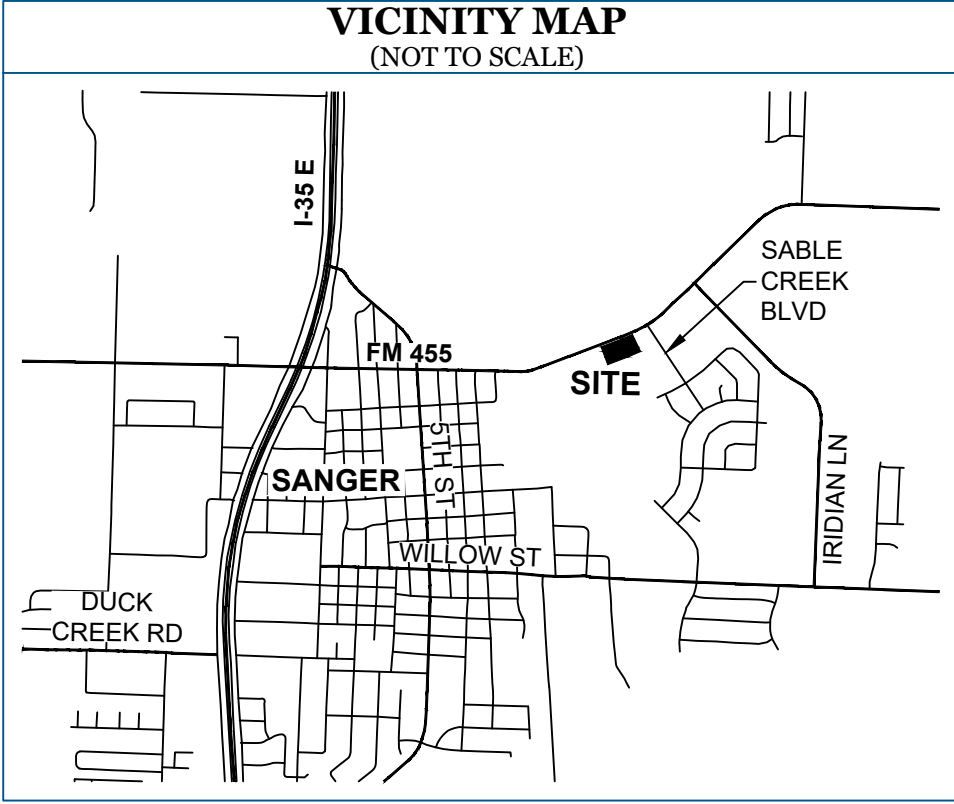 VICINITY MAP
(NOT TO SCALE)
I-35 E
SABLE
CREEK
BLVD
FM 455
SITE
5TH ST
SANGER
IRIDIAN LN
WILLOW ST
DUCK
CREEK RD